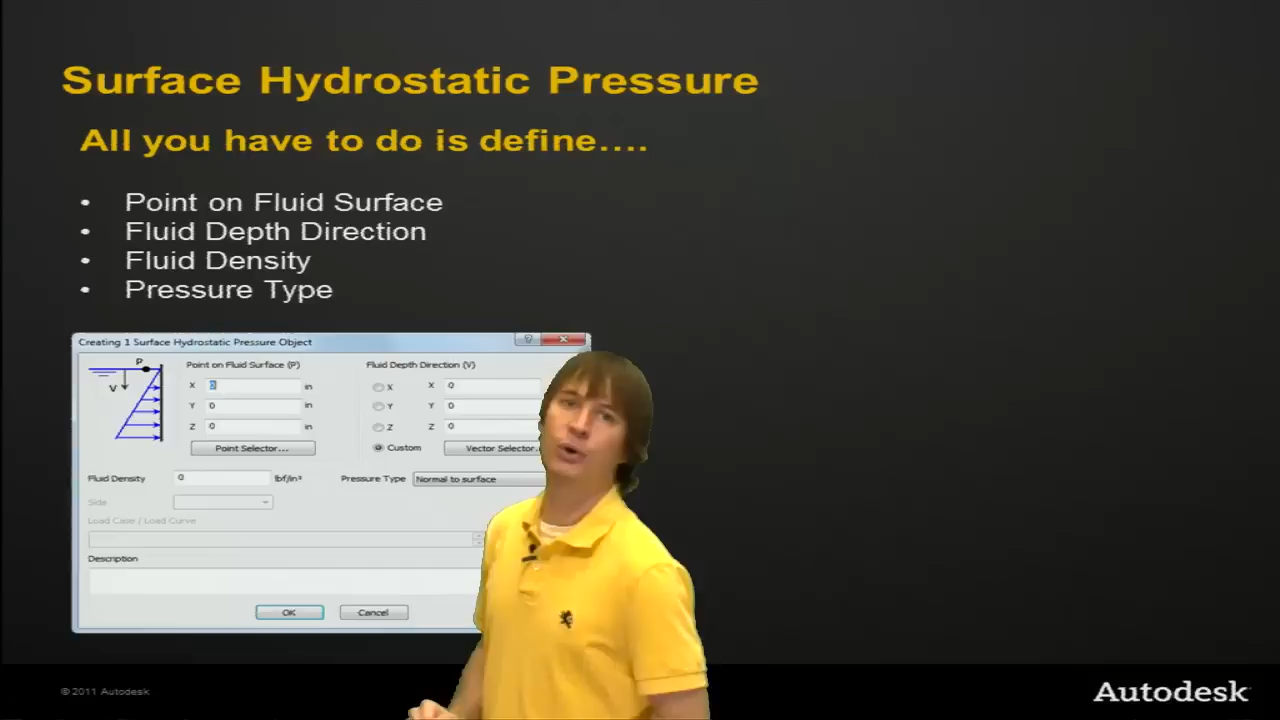 Surface Hydrostatic Pressure
All you have to do is define....
• Point on Fluid Surface
• Fluid Depth Direction
• Fluid Density
• Pressure Type
Creating 1 Surface Hydrostatic Pressure Object
?
P
V
Point on Fluid Surface (P)
X 0 in
Y 0 in
Z 0 in
Point Selector...
Fluid Depth Direction (V)
X X 0
Y Y 0
Z Z 0
Custom Vector Selector..
Fluid Density 0 lbf/in³ Pressure Type Normal to surface
Side
Load Case / Load Curve
Description
OK Cancel
© 2011 Autodesk
Autodesk